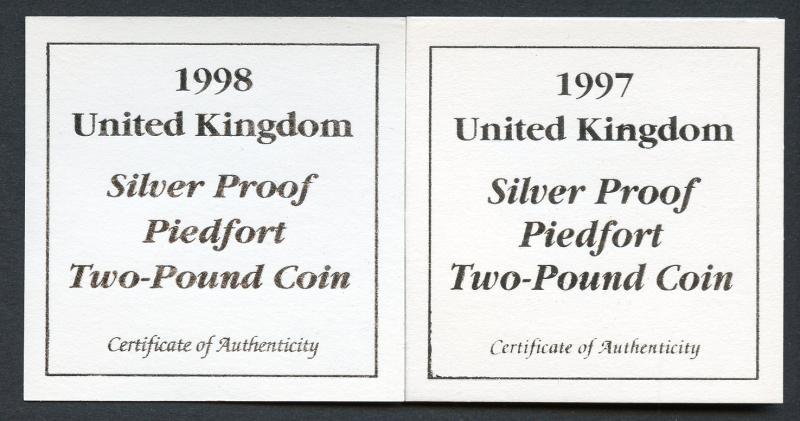 1998
United Kingdom
Silver Proof
Piedfort
Two-Pound Coin
Certificate of Authenticity
1997
United Kingdom
Silver Proof
Piedfort
Two-Pound Coin
Certificate of Authenticity